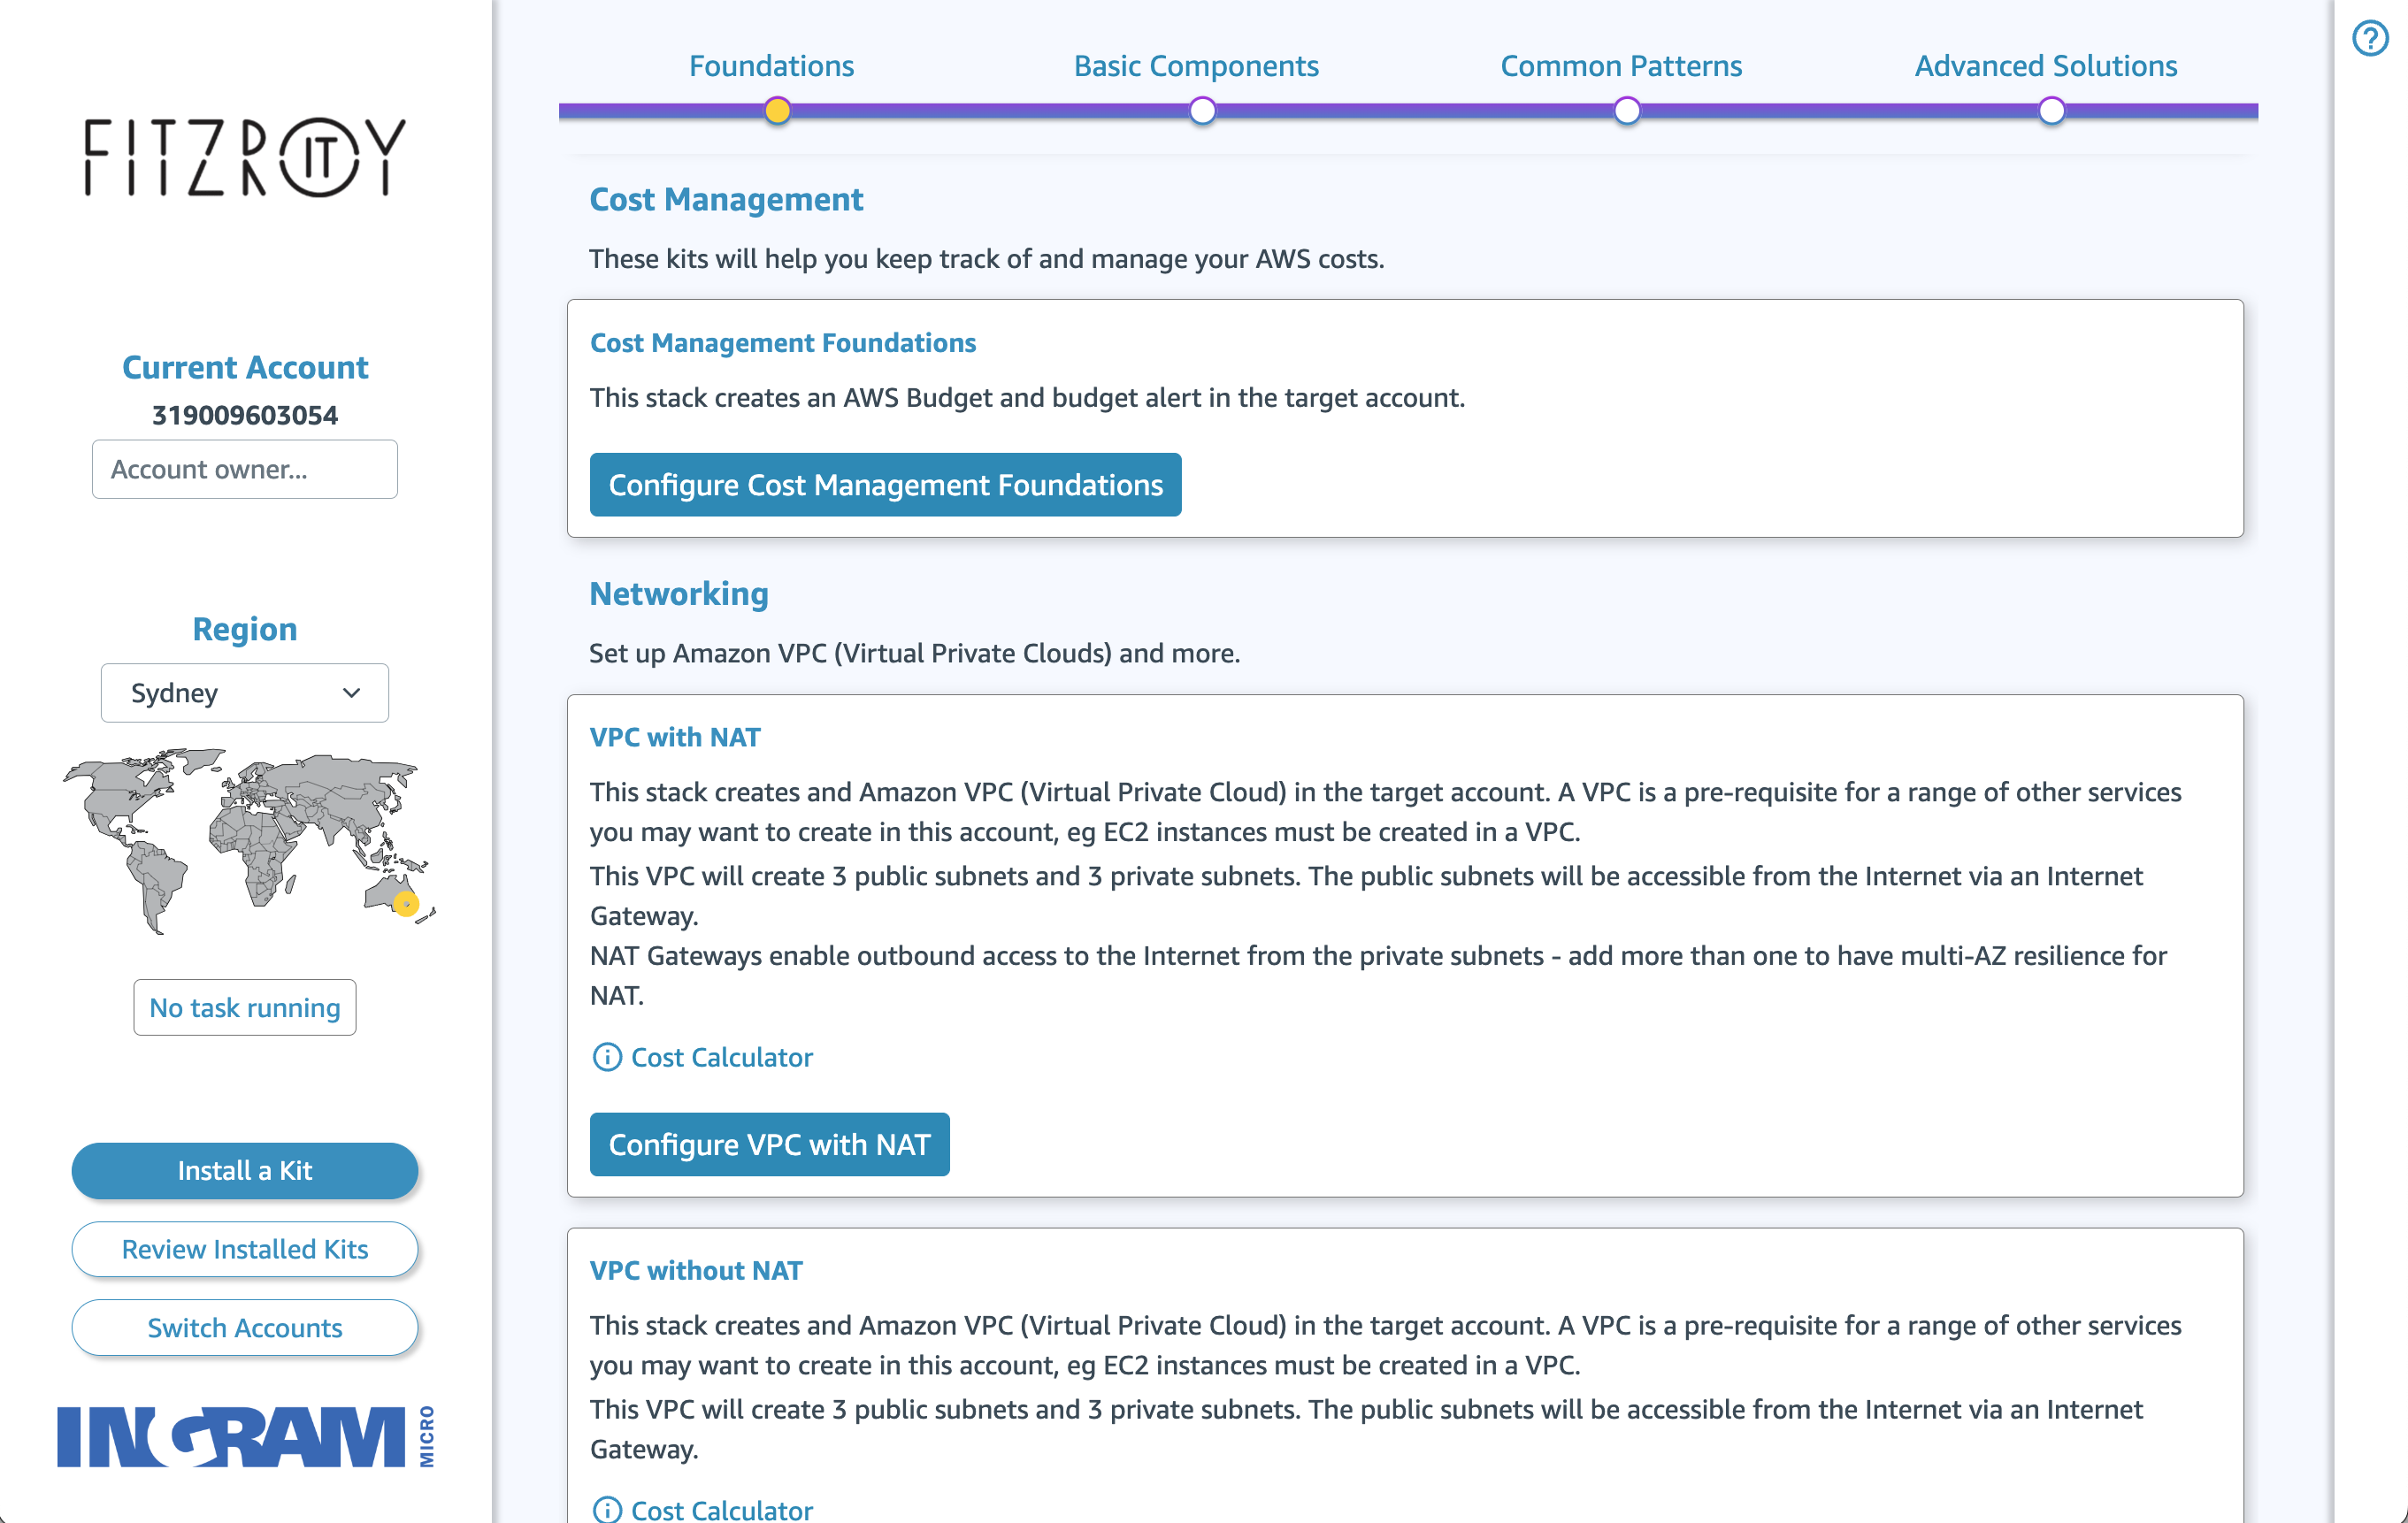 FITZROY IT
Current Account
319009603054
Account owner...
Region
Sydney
No task running
Install a Kit
Review Installed Kits
Switch Accounts
INGRAM MICRO
Foundations
Basic Components
Common Patterns
Advanced Solutions
?
Cost Management
These kits will help you keep track of and manage your AWS costs.
Cost Management Foundations
This stack creates an AWS Budget and budget alert in the target account.
Configure Cost Management Foundations
Networking
Set up Amazon VPC (Virtual Private Clouds) and more.
VPC with NAT
This stack creates and Amazon VPC (Virtual Private Cloud) in the target account. A VPC is a pre-requisite for a range of other services
you may want to create in this account, eg EC2 instances must be created in a VPC.
This VPC will create 3 public subnets and 3 private subnets. The public subnets will be accessible from the Internet via an Internet
Gateway.
NAT Gateways enable outbound access to the Internet from the private subnets - add more than one to have multi-AZ resilience for
NAT.
Cost Calculator
Configure VPC with NAT
VPC without NAT
This stack creates and Amazon VPC (Virtual Private Cloud) in the target account. A VPC is a pre-requisite for a range of other services
you may want to create in this account, eg EC2 instances must be created in a VPC.
This VPC will create 3 public subnets and 3 private subnets. The public subnets will be accessible from the Internet via an Internet
Gateway.
Cost Calculator